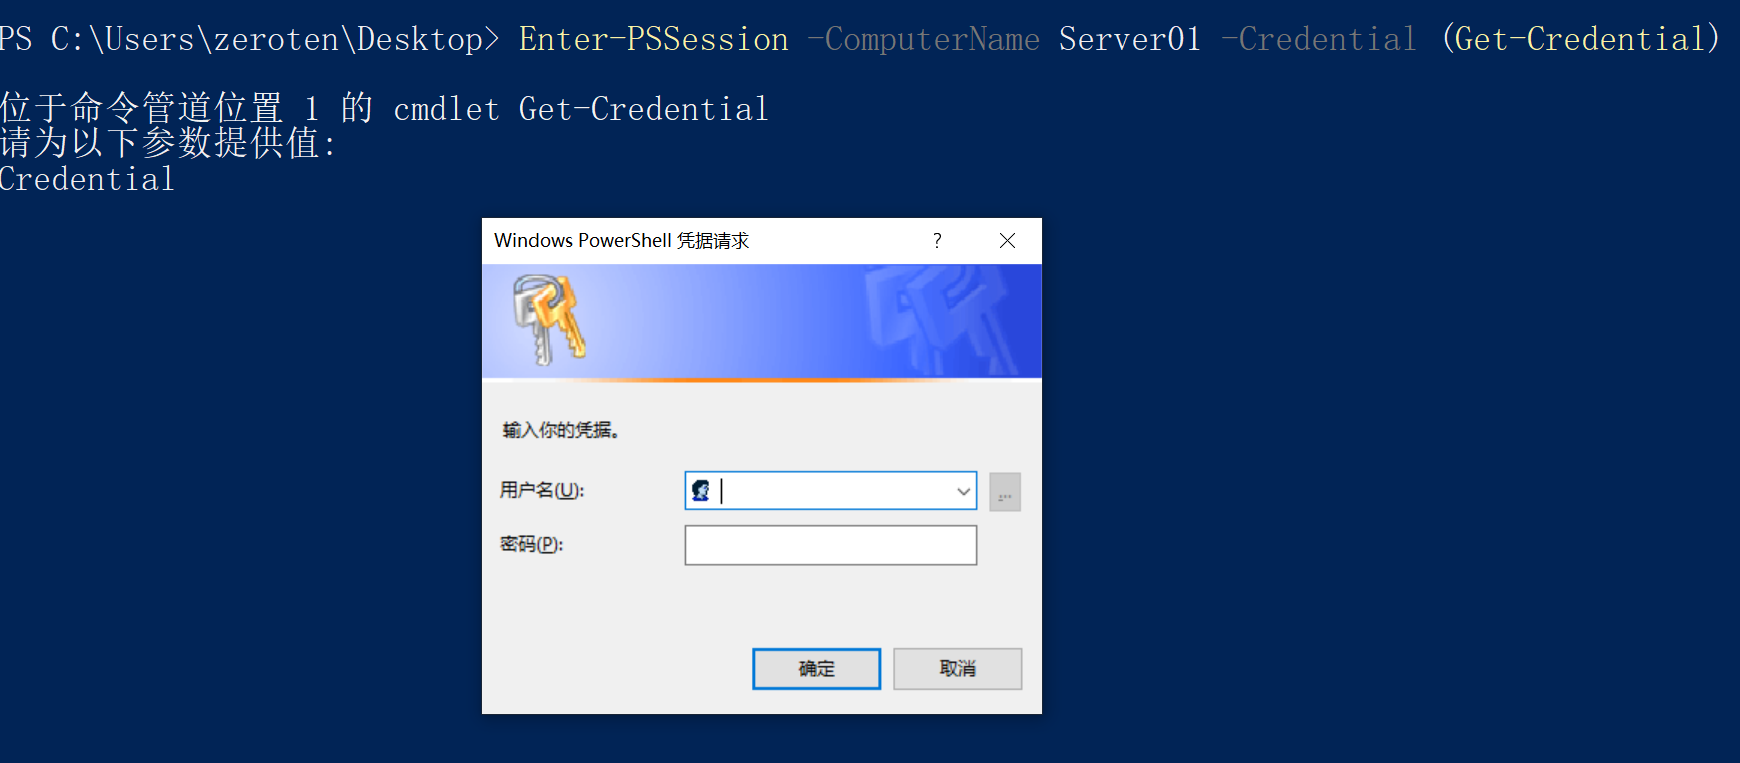 PS C:\Users\zeroten\Desktop> Enter-PSSession -ComputerName Server01 -Credential (Get-Credential)
位于命令管道位置 1 的 cmdlet Get-Credential
请为以下参数提供值:
Credential
Windows PowerShell 凭据请求
?
输入你的凭据。
用户名(U):
...
密码(P):
确定 取消